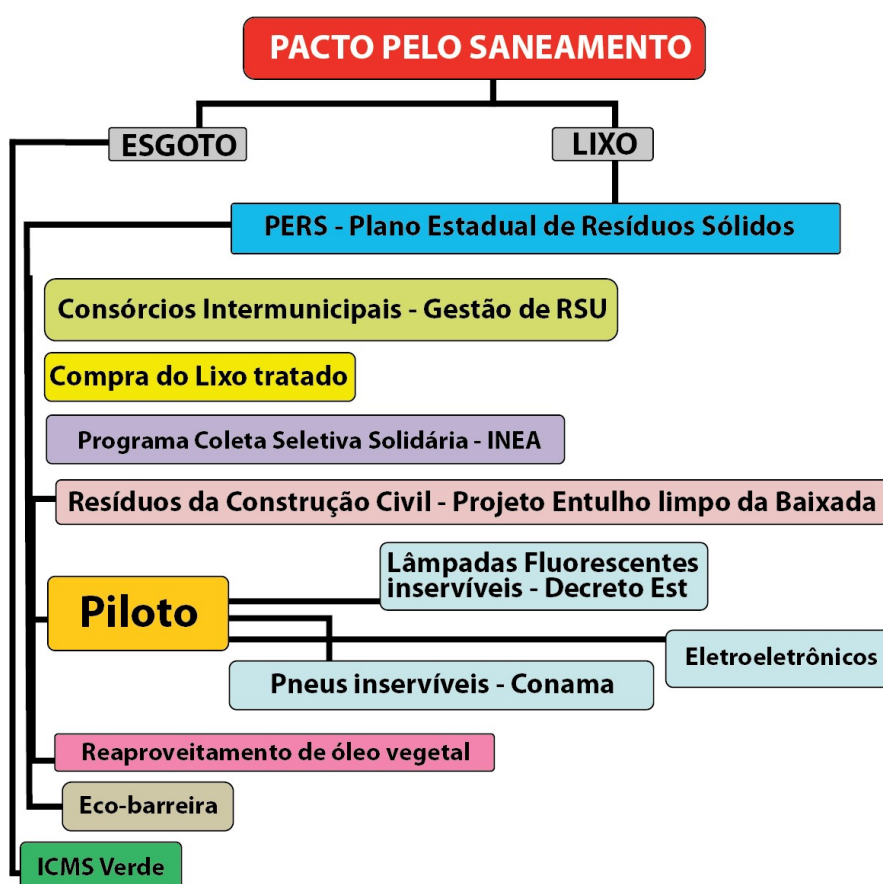 PACTO PELO SANEAMENTO
ESGOTO
LIXO
PERS - Plano Estadual de Resíduos Sólidos
Consórcios Intermunicipais - Gestão de RSU
Compra do Lixo tratado
Programa Coleta Seletiva Solidária - INEA
Resíduos da Construção Civil - Projeto Entulho limpo da Baixada
Lâmpadas Fluorescentes
inservíveis - Decreto Est
Piloto
Eletroeletrônicos
Pneus inservíveis - Conama
Reaproveitamento de óleo vegetal
Eco-barreira
ICMS Verde